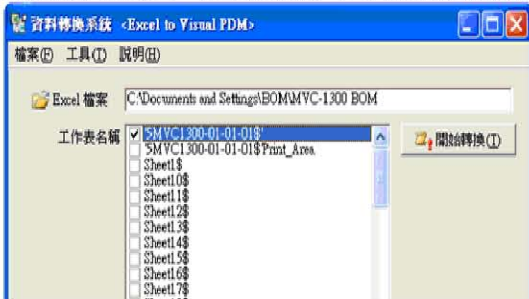 資料轉換系統 <Excel to Visual PDM>
檔案(F) 工具(T) 說明(H)
Excel 檔案 C:\Documents and Settings\BOM\MVC-1300 BOM
工作表名稱
'5MVC1300-01-01-01$'
'5MVC1300-01-01-01$'Print_Area
Sheet1$
Sheet10$
Sheet11$
Sheet12$
Sheet13$
Sheet14$
Sheet15$
Sheet16$
Sheet17$
開始轉換(T)